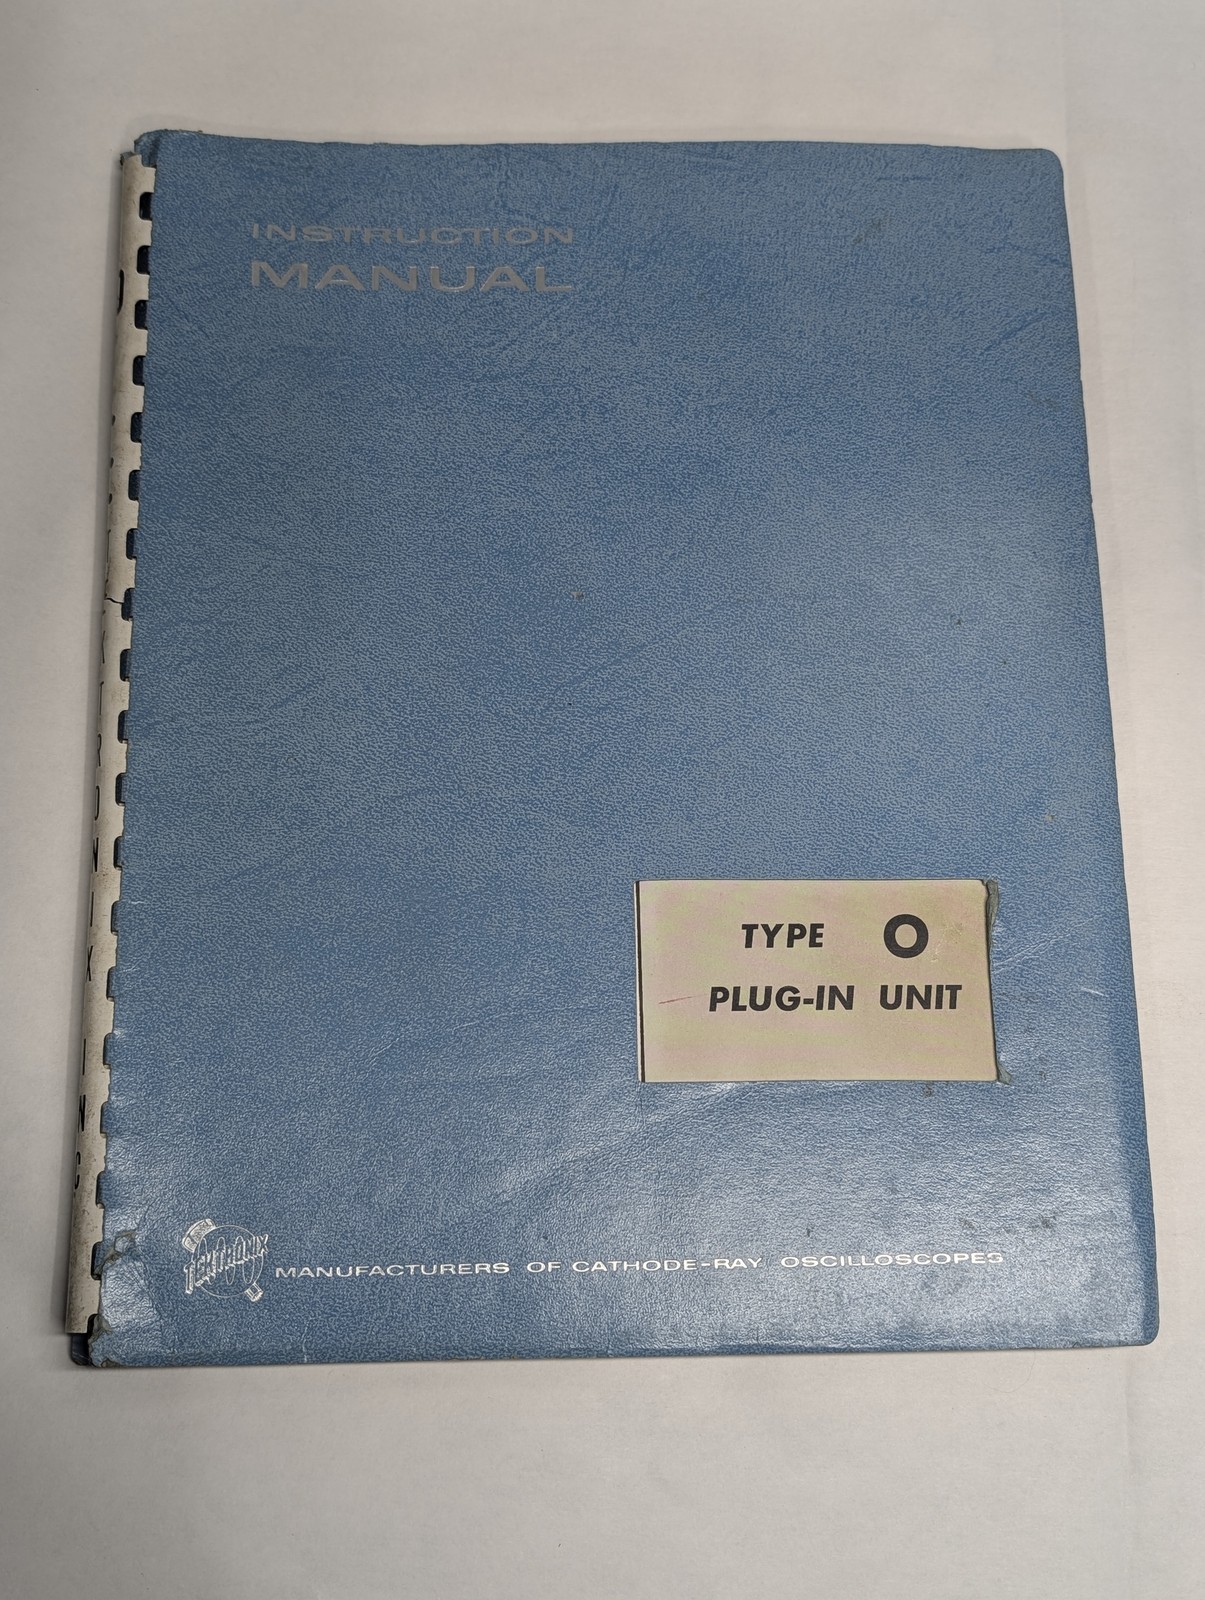 INSTRUCTION
MANUAL
TYPE O
PLUG-IN UNIT
TEKTRONIX
MANUFACTURERS OF CATHODE-RAY OSCILLOSCOPES